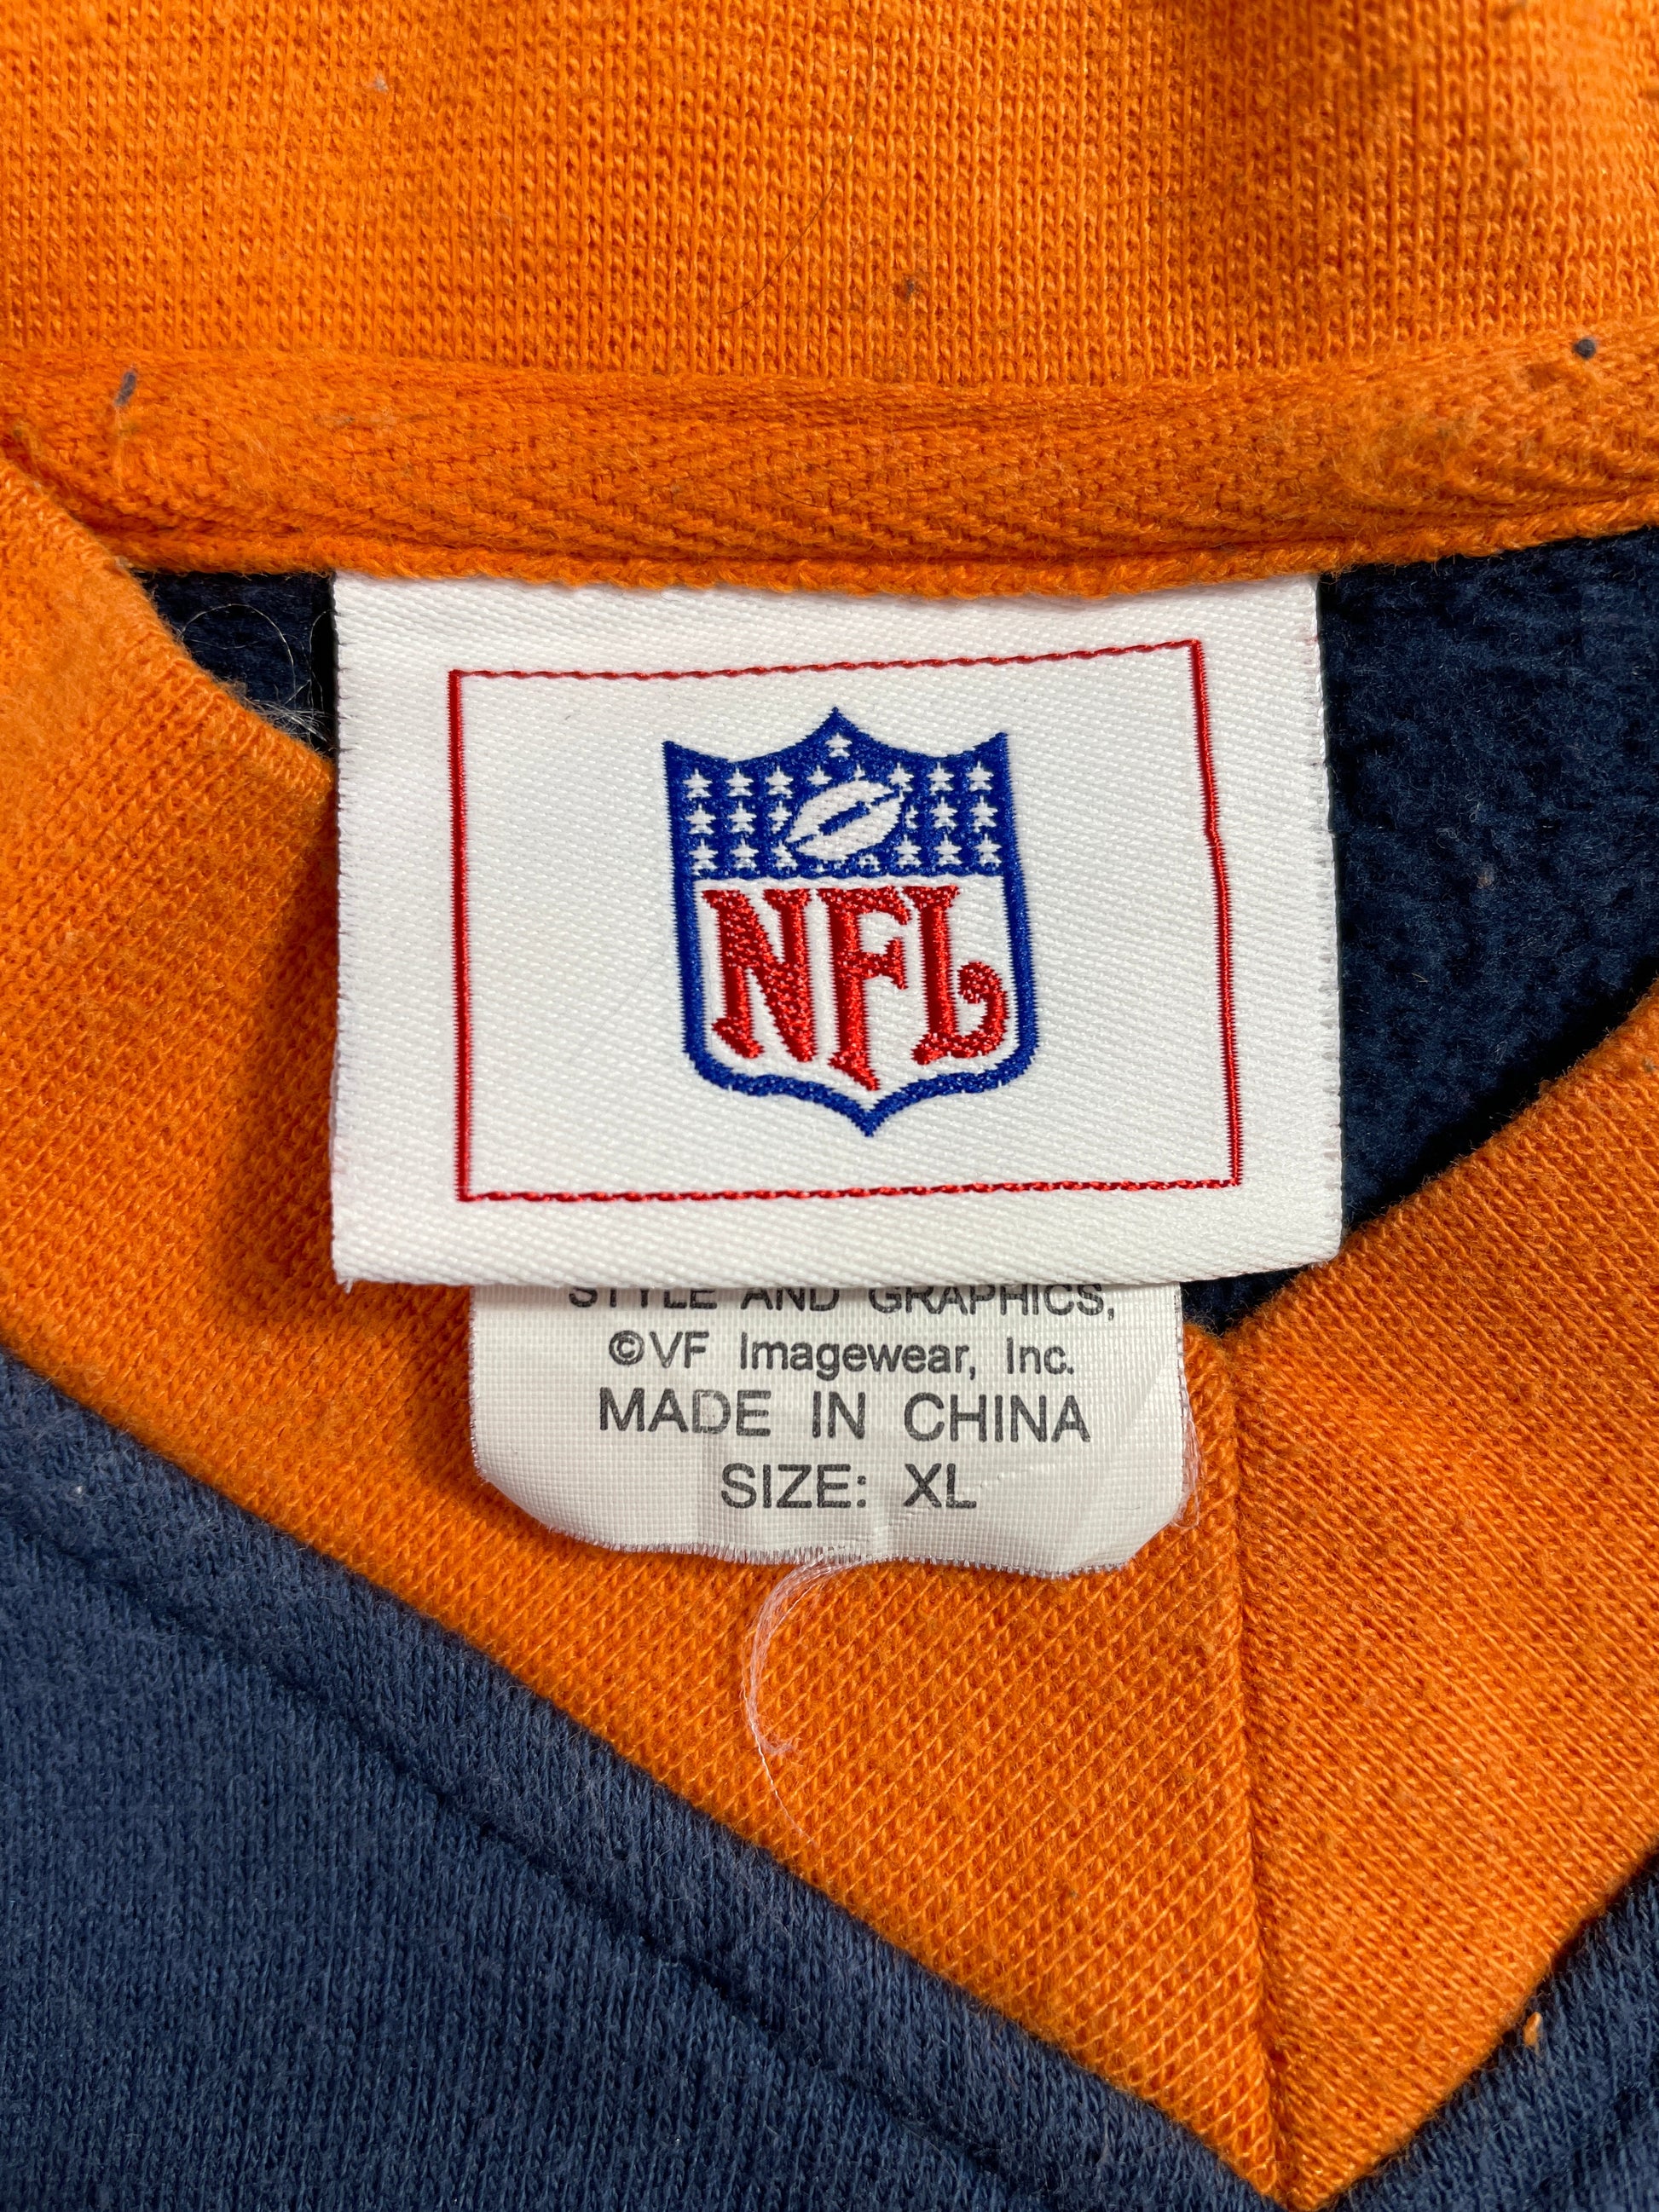 NFL
STYLE AND GRAPHICS,
©VF Imagewear, Inc.
MADE IN CHINA
SIZE: XL